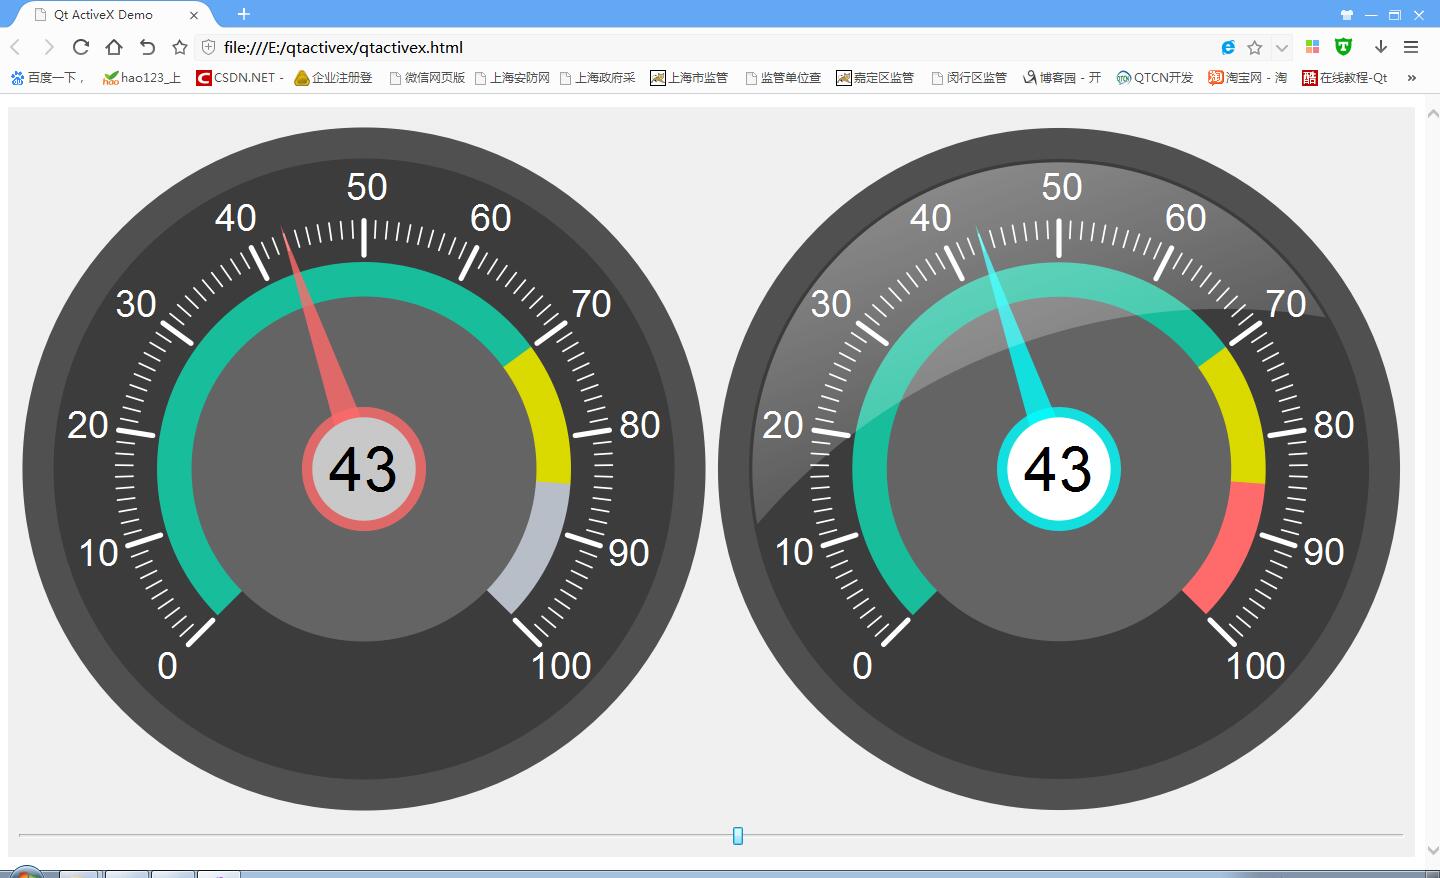 Qt ActiveX Demo
file:///E:/qtactivex/qtactivex.html
百度一下，
hao123_上
CSDN.NET -
企业注册登
微信网页版
上海安防网
上海政府采
上海市监管
监管单位查
嘉定区监管
闵行区监管
博客园 - 开
QTCN开发
淘宝网 - 淘
在线教程-Qt
»
50
40
60
30
70
20
80
43
10
90
0
100
50
40
60
30
70
20
80
43
10
90
0
100